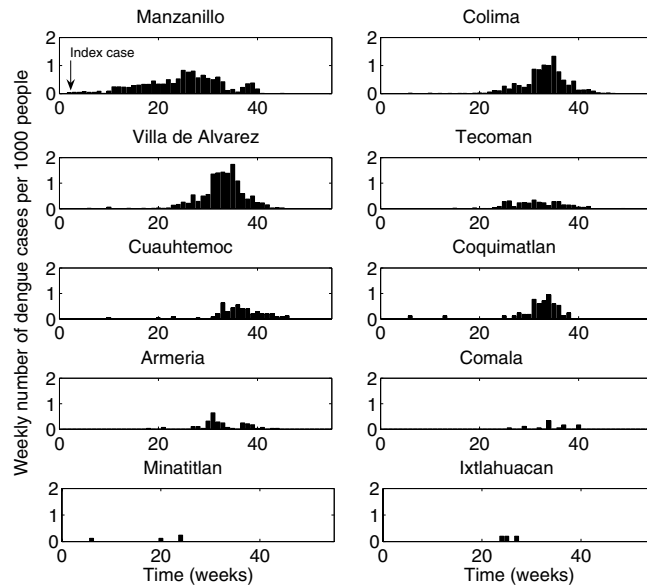 Manzanillo
Colima
2
1
0
Index case
0 20 40
2
1
0
0 20 40
Villa de Alvarez
Tecoman
2
1
0
0 20 40
2
1
0
0 20 40
Cuauhtemoc
Coquimatlan
2
1
0
0 20 40
2
1
0
0 20 40
Armeria
Comala
2
1
0
0 20 40
2
1
0
0 20 40
Minatitlan
Ixtlahuacan
2
1
0
0 20 40
2
1
0
0 20 40
Time (weeks)
Time (weeks)
Weekly number of dengue cases per 1000 people